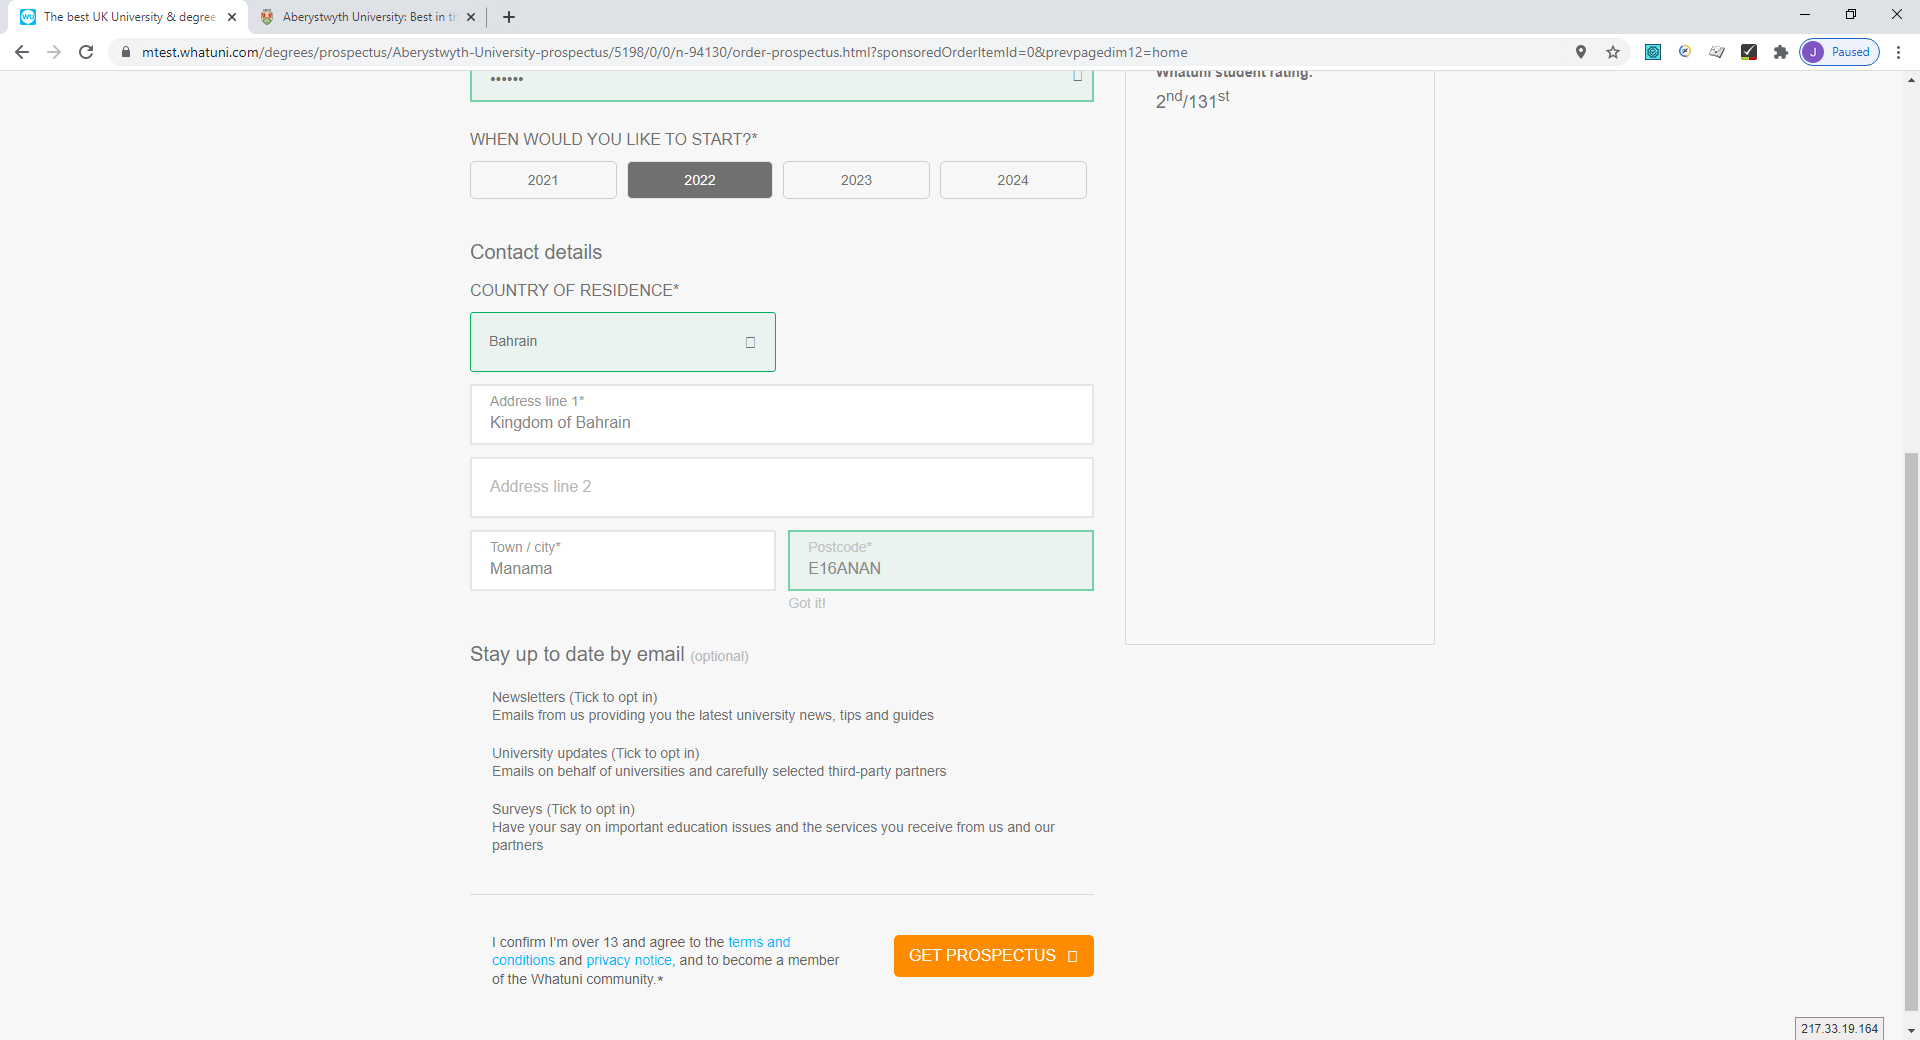 The best UK University & degree
Aberystwyth University: Best in th
mtest.whatuni.com/degrees/prospectus/Aberystwyth-University-prospectus/5198/0/0/n-94130/order-prospectus.html?sponsoredOrderItemId=0&prevpagedim12=home
J Paused
••••••
Whatuni student rating:
2nd/131st
WHEN WOULD YOU LIKE TO START?*
2021 2022 2023 2024
Contact details
COUNTRY OF RESIDENCE*
Bahrain
Address line 1*
Kingdom of Bahrain
Address line 2
Town / city* Postcode*
Manama E16ANAN
Got it!
Stay up to date by email (optional)
Newsletters (Tick to opt in)
Emails from us providing you the latest university news, tips and guides
University updates (Tick to opt in)
Emails on behalf of universities and carefully selected third-party partners
Surveys (Tick to opt in)
Have your say on important education issues and the services you receive from us and our
partners
I confirm I'm over 13 and agree to the terms and
conditions and privacy notice, and to become a member
of the Whatuni community.*
GET PROSPECTUS
217.33.19.164